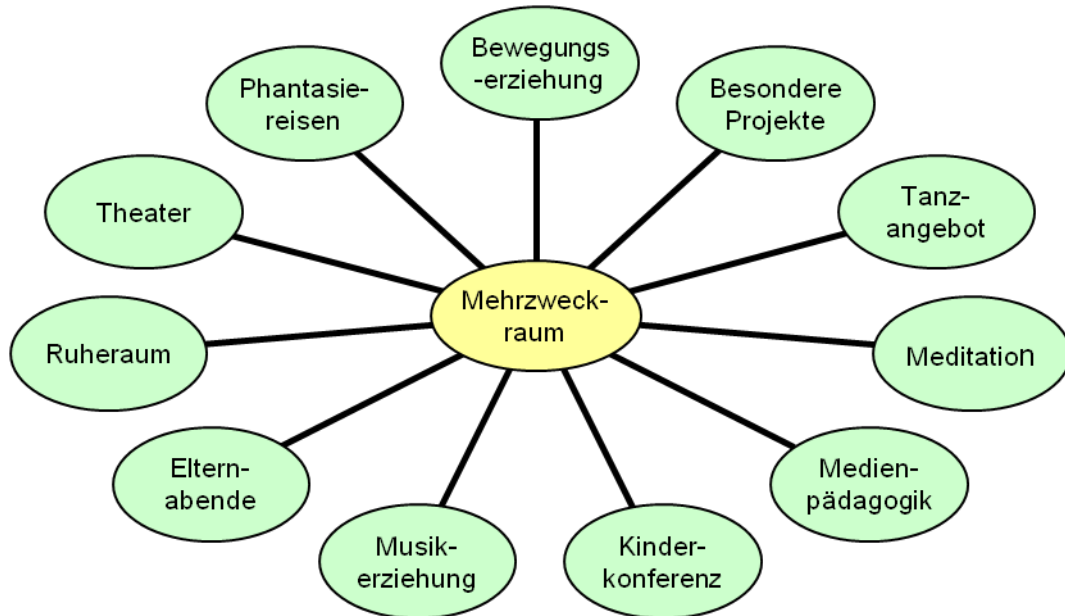 Bewegungs
-erziehung
Phantasie-
reisen
Besondere
Projekte
Theater
Tanz-
angebot
Mehrzweck-
raum
Ruheraum
Meditation
Eltern-
abende
Medien-
pädagogik
Musik-
erziehung
Kinder-
konferenz